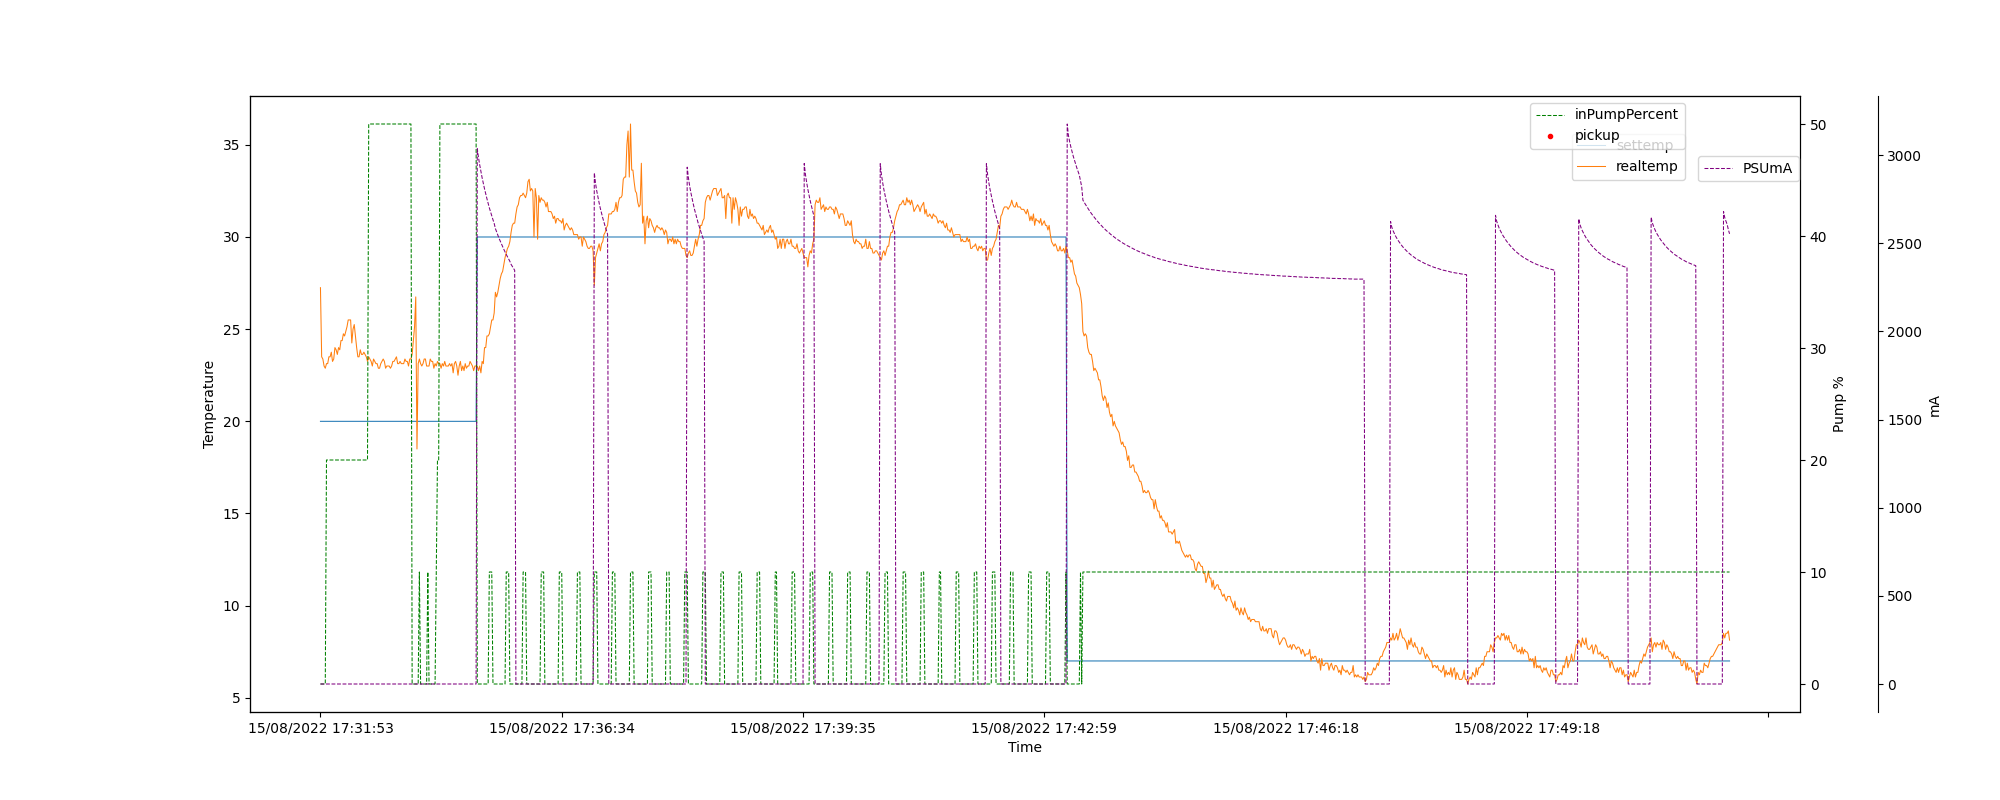 inPumpPercent
pickup
settemp
realtemp
PSUmA
35
30
25
20
15
10
5
Temperature
50
40
30
20
10
0
Pump %
3000
2500
2000
1500
1000
500
0
mA
15/08/2022 17:31:53
15/08/2022 17:36:34
15/08/2022 17:39:35
15/08/2022 17:42:59
15/08/2022 17:46:18
15/08/2022 17:49:18
Time